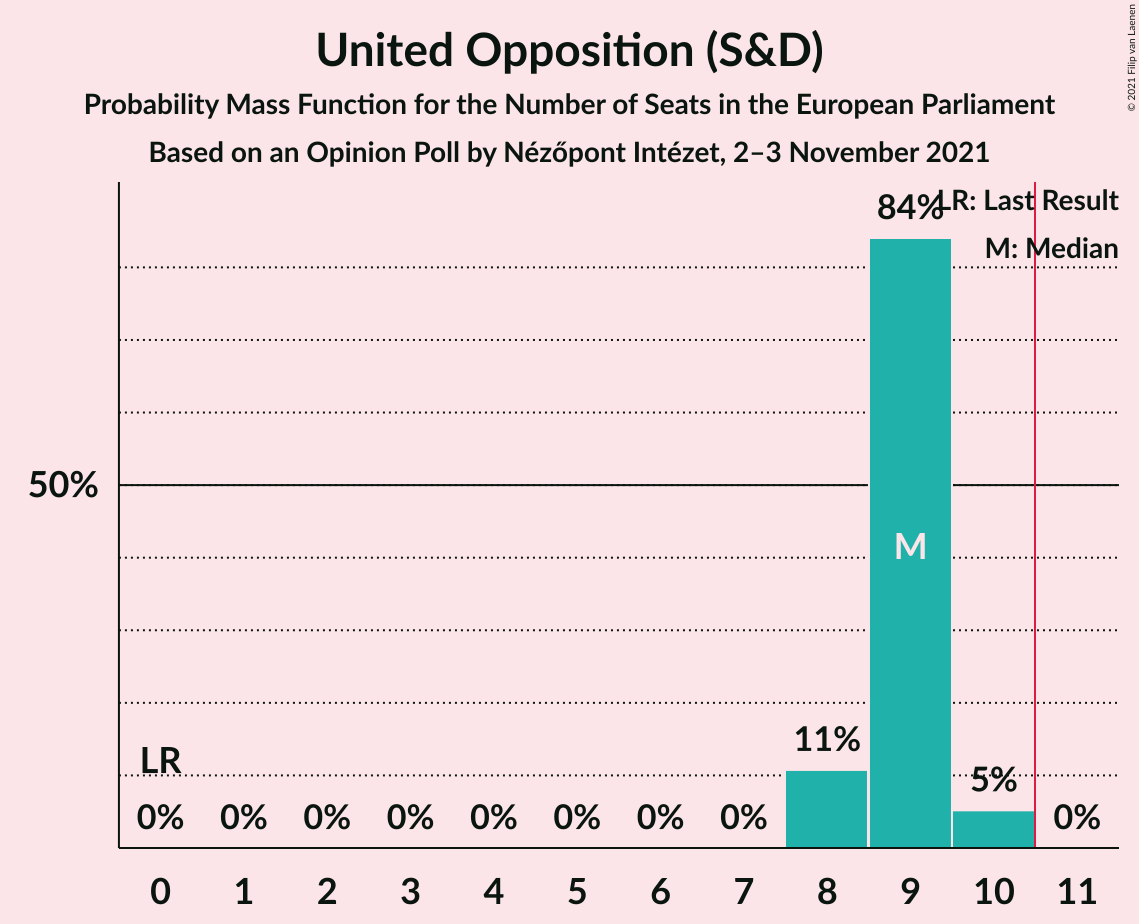 United Opposition (S&D)
Probability Mass Function for the Number of Seats in the European Parliament
Based on an Opinion Poll by Nézőpont Intézet, 2–3 November 2021
© 2021 Filip van Laenen
LR: Last Result
M: Median
84%
50%
M
LR
11%
5%
0% 0% 0% 0% 0% 0% 0% 0% 0%
0 1 2 3 4 5 6 7 8 9 10 11